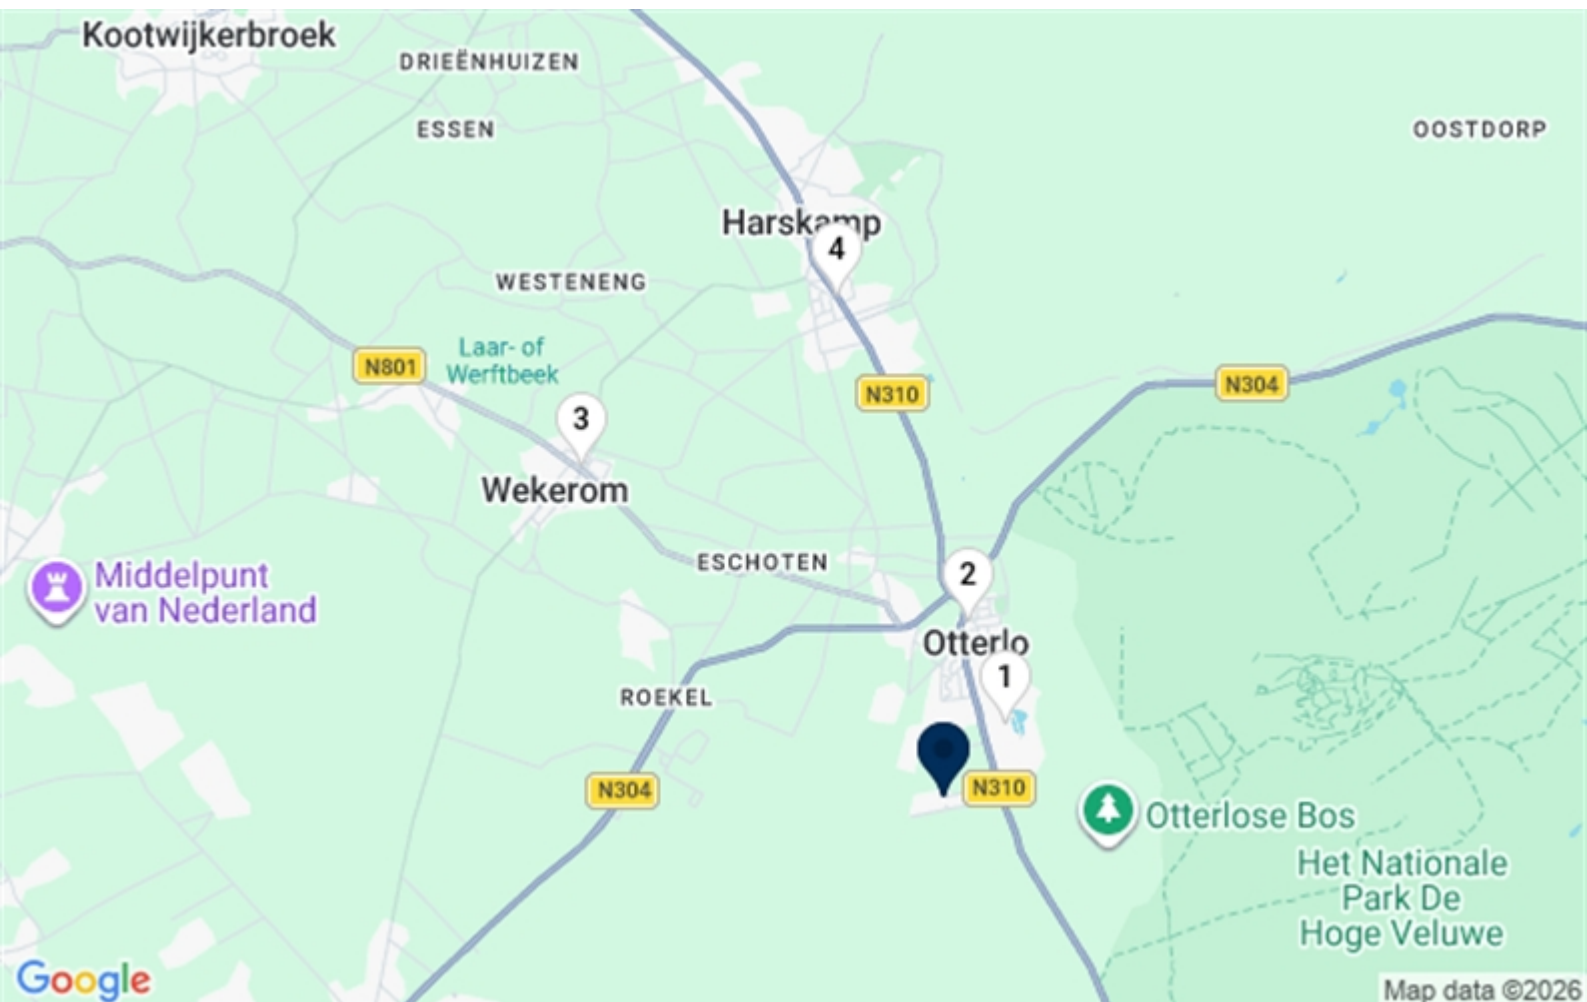 Kootwijkerbroek
DRIEËNHUIZEN
ESSEN
OOSTDORP
Harskamp
4
WESTENENG
Laar- of
Werftbeek
N801
N310
N304
3
Wekerom
ESCHOTEN
2
Middelpunt
van Nederland
Otterlo
1
ROEKEL
N304
N310
Otterlose Bos
Het Nationale
Park De
Hoge Veluwe
Google
Map data ©2026